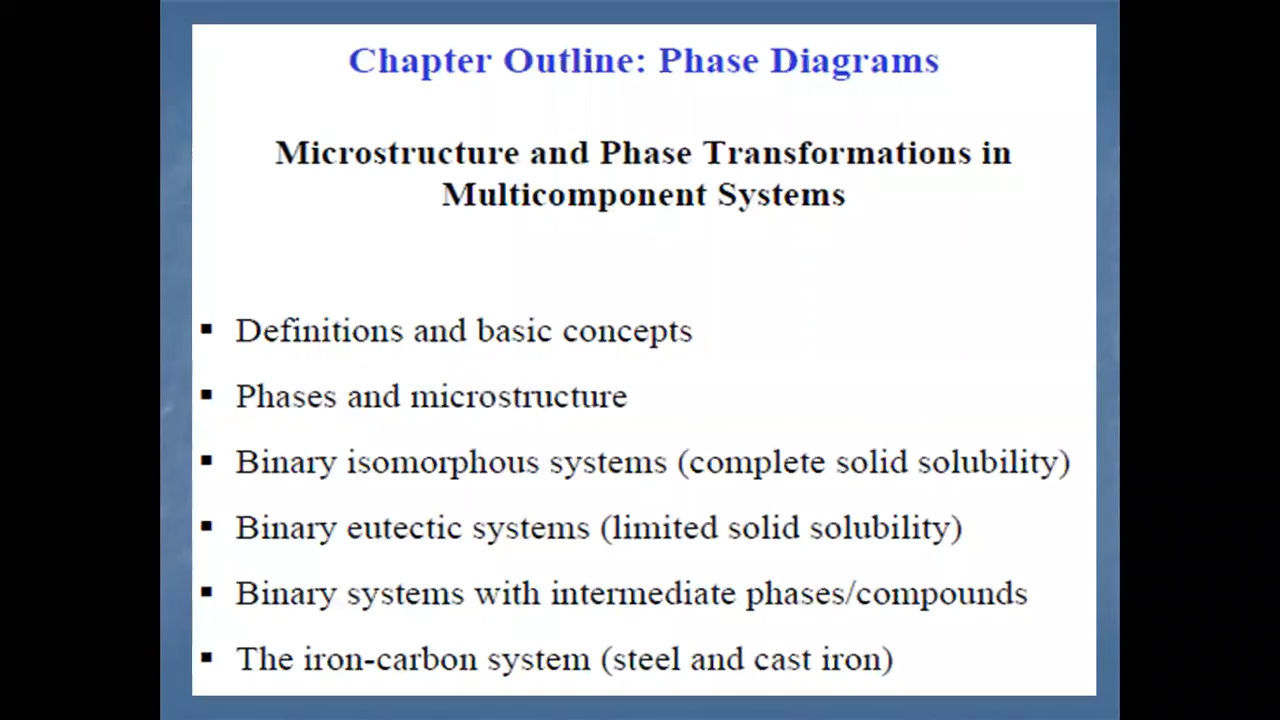 Chapter Outline: Phase Diagrams
Microstructure and Phase Transformations in
Multicomponent Systems
▪ Definitions and basic concepts
▪ Phases and microstructure
▪ Binary isomorphous systems (complete solid solubility)
▪ Binary eutectic systems (limited solid solubility)
▪ Binary systems with intermediate phases/compounds
▪ The iron-carbon system (steel and cast iron)